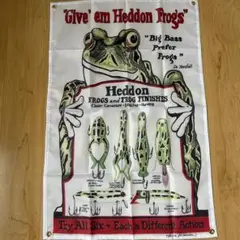 "Give 'em Heddon Frogs"
"Big Bass
Prefer
Frogs"
Heddon
FROGS and FROG FINISHES
Try All Six • Each a Different Action